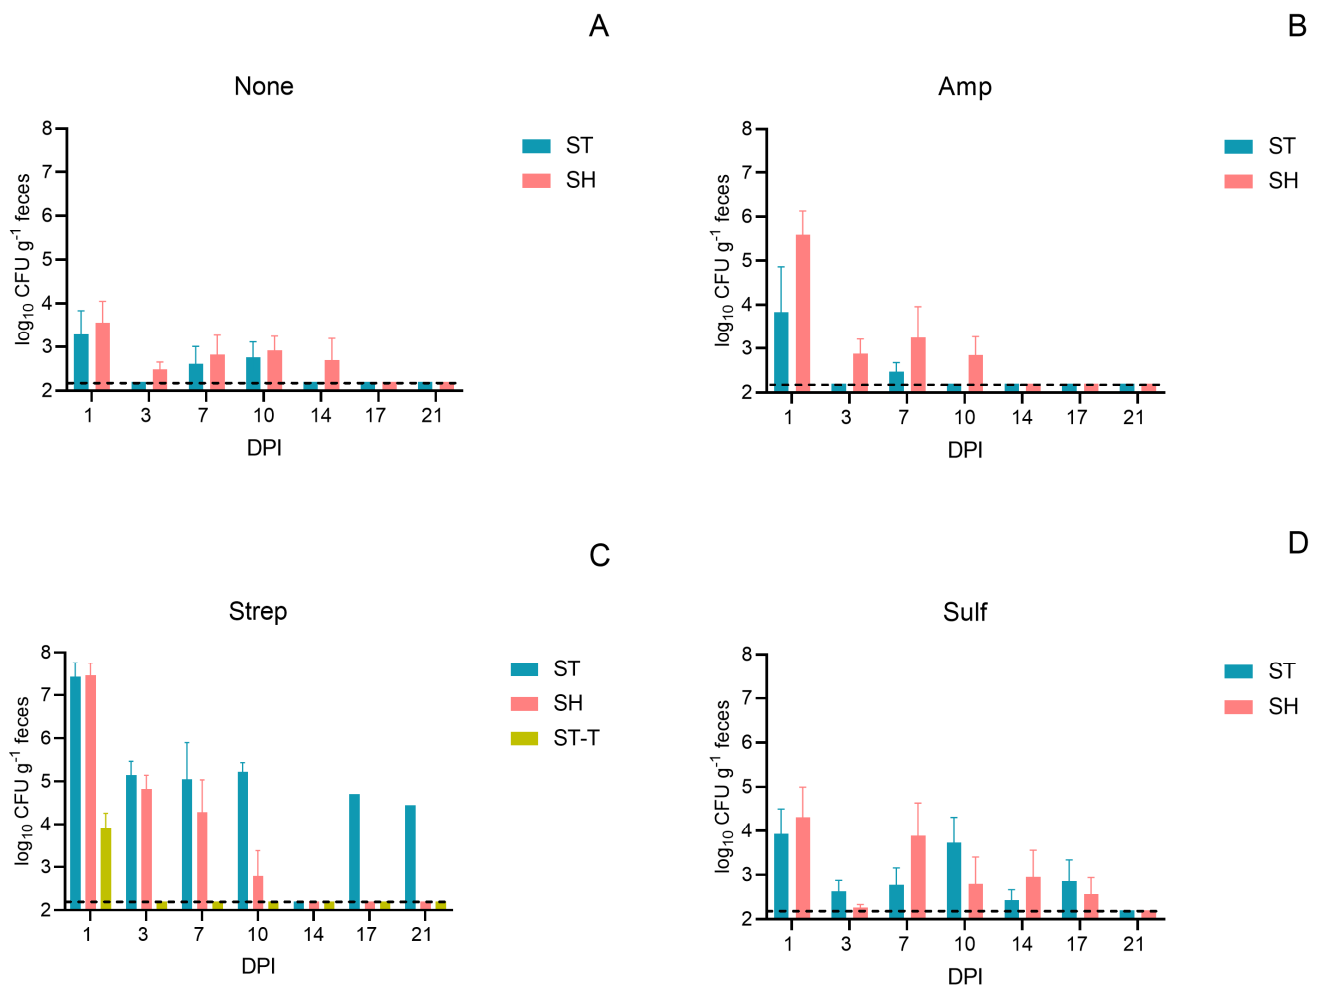 A
None
log10 CFU g-1 feces
8
7
6
5
4
3
2
1 3 7 10 14 17 21
DPI
ST
SH
B
Amp
log10 CFU g-1 feces
8
7
6
5
4
3
2
1 3 7 10 14 17 21
DPI
ST
SH
C
Strep
log10 CFU g-1 feces
8
7
6
5
4
3
2
1 3 7 10 14 17 21
DPI
ST
SH
ST-T
D
Sulf
log10 CFU g-1 feces
8
7
6
5
4
3
2
1 3 7 10 14 17 21
DPI
ST
SH